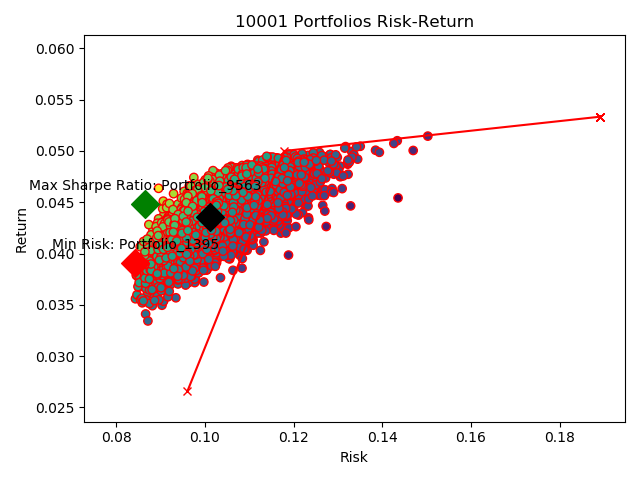 10001 Portfolios Risk-Return
0.060
0.055
0.050
0.045
0.040
0.035
0.030
0.025
Return
Max Sharpe Ratio: Portfolio_9563
Min Risk: Portfolio_1395
0.08 0.10 0.12 0.14 0.16 0.18
Risk